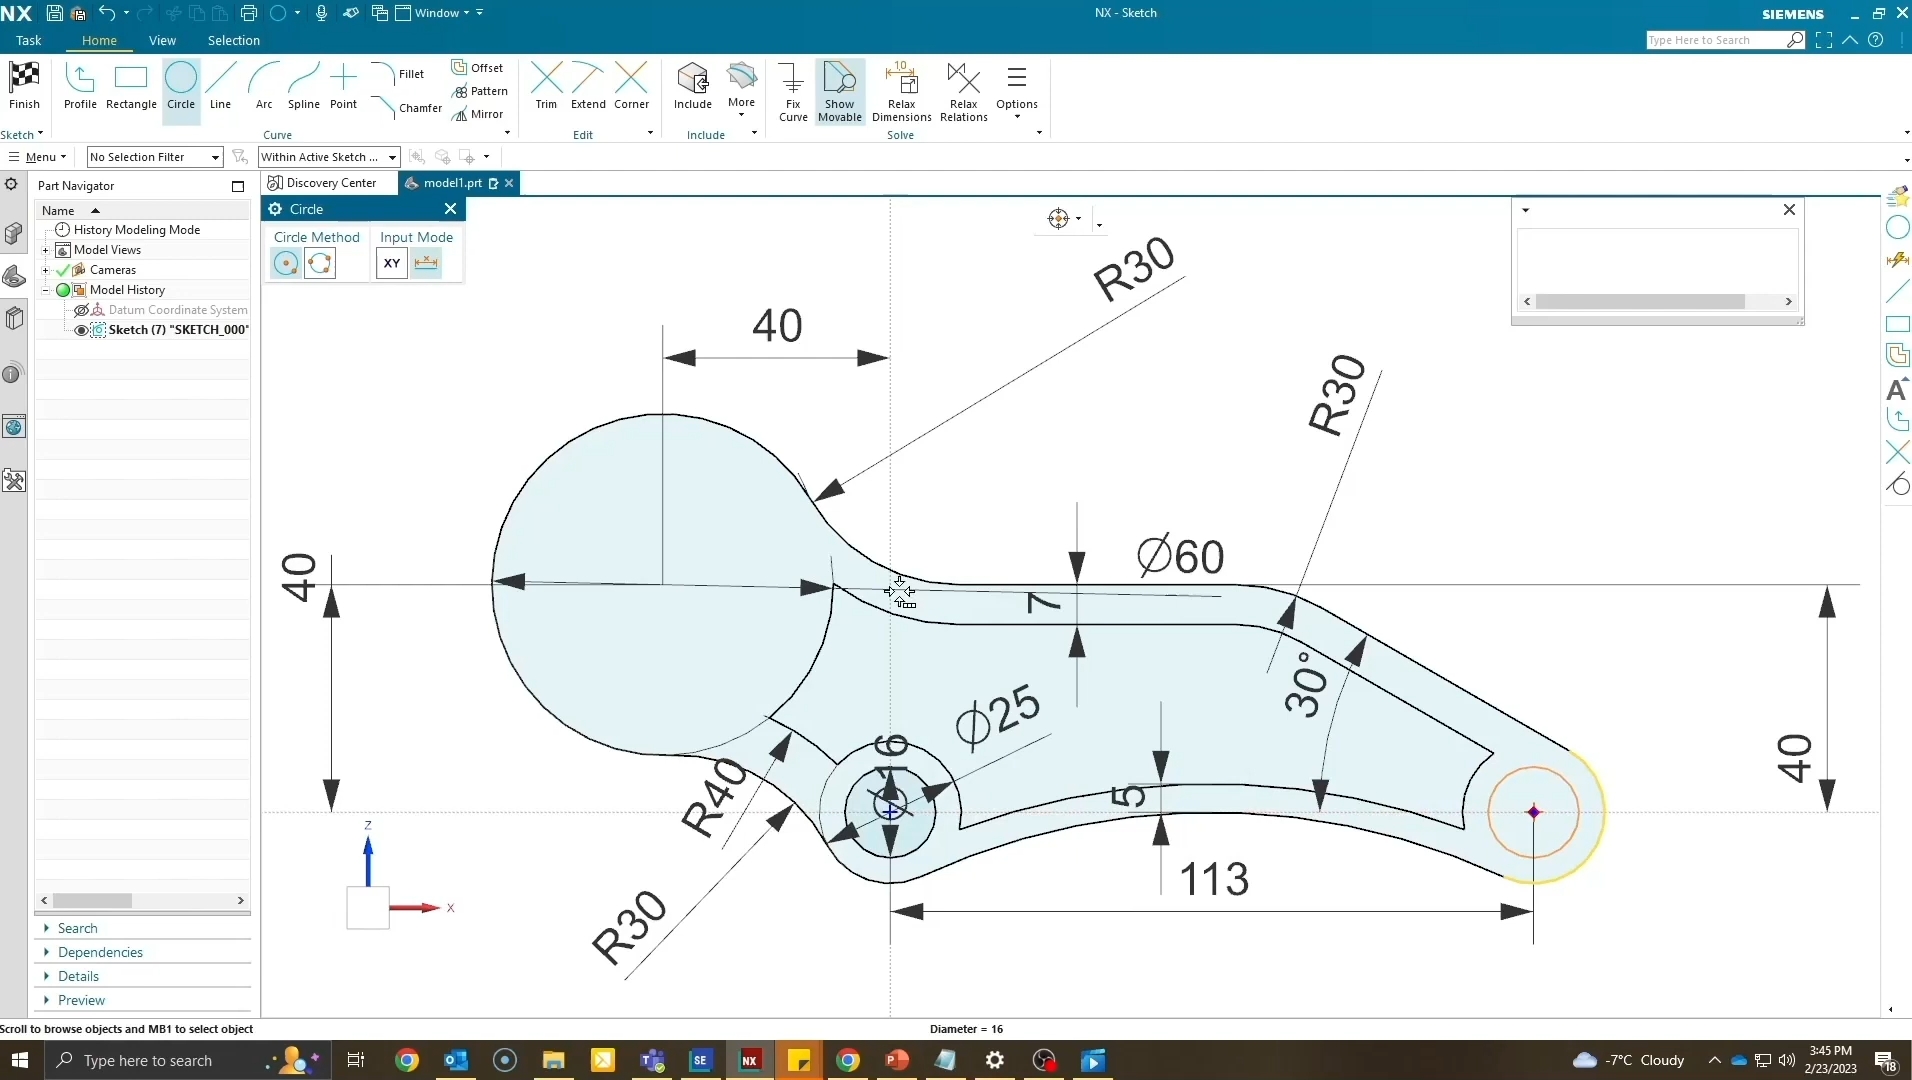 NX
Window
NX - Sketch
SIEMENS
Task
Home
View
Selection
Type Here to Search
Finish
Profile
Rectangle
Circle
Line
Arc
Spline
Point
Fillet
Chamfer
Offset
Pattern
Mirror
Trim
Extend
Corner
Include
More
Fix Curve
Show Movable
Relax Dimensions
Relax Relations
Options
Sketch
Curve
Edit
Include
Solve
Menu
No Selection Filter
Within Active Sketch ...
Part Navigator
Discovery Center
model1.prt
Name
History Modeling Mode
Model Views
Cameras
Model History
Datum Coordinate System
Sketch (7) "SKETCH_000"
Circle
Circle Method
Input Mode
XY
A
R30
40
R30
40
Ø60
7
30°
Ø25
16
R40
5
40
113
R30
Z
X
Search
Dependencies
Details
Preview
Scroll to browse objects and MB1 to select object
Diameter = 16
Type here to search
SE
NX
-7°C Cloudy
3:45 PM
2/23/2023
18